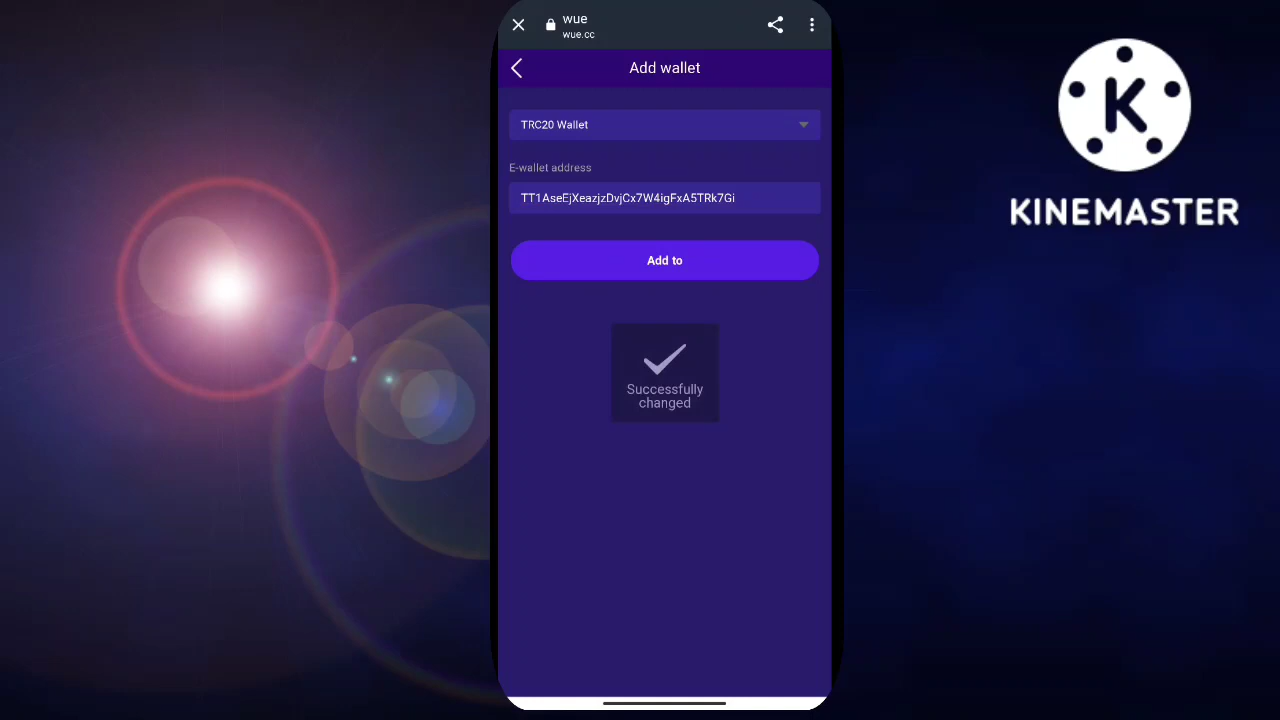 wue
wue.cc
Add wallet
TRC20 Wallet
E-wallet address
TT1AseEjXeazjzDvjCx7W4igFxA5TRk7Gi
Add to
Successfully
changed
K
KINEMASTER